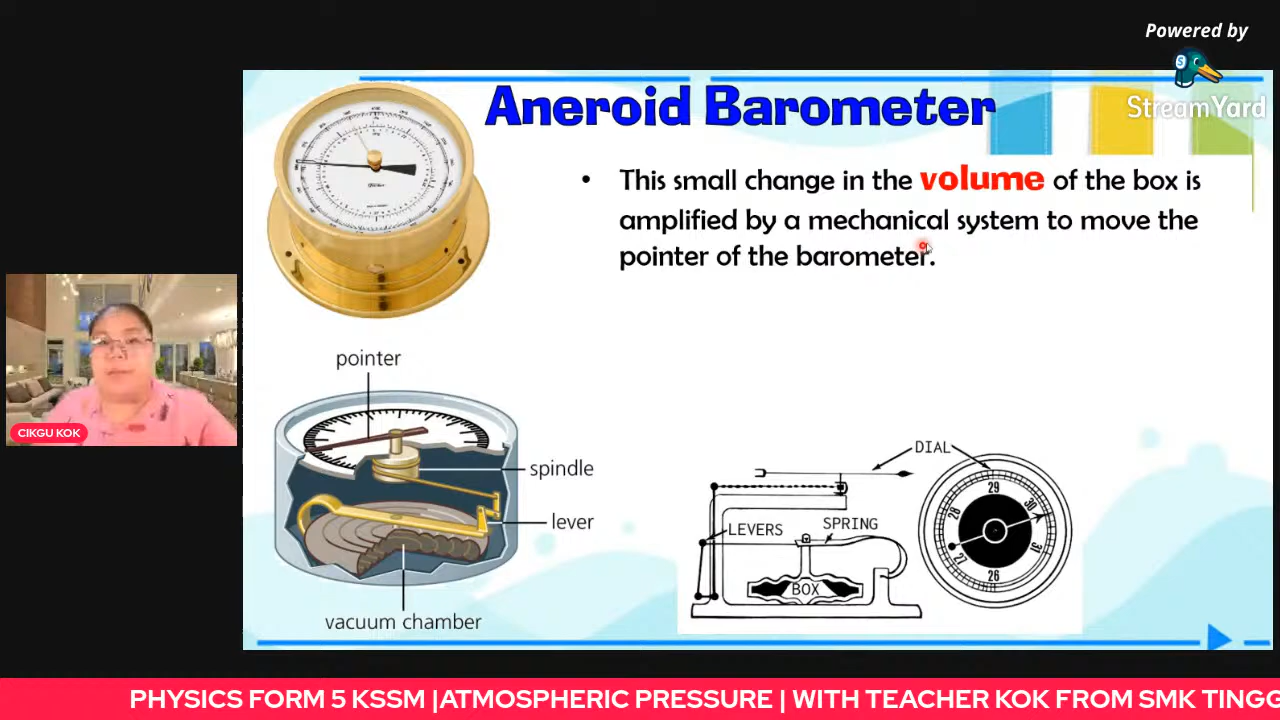 Powered by
StreamYard
Aneroid Barometer
• This small change in the volume of the box is
amplified by a mechanical system to move the
pointer of the barometer.
pointer
spindle
lever
vacuum chamber
DIAL
LEVERS
SPRING
BOX
26
27
28
29
30
31
CIKGU KOK
PHYSICS FORM 5 KSSM |ATMOSPHERIC PRESSURE | WITH TEACHER KOK FROM SMK TINGG